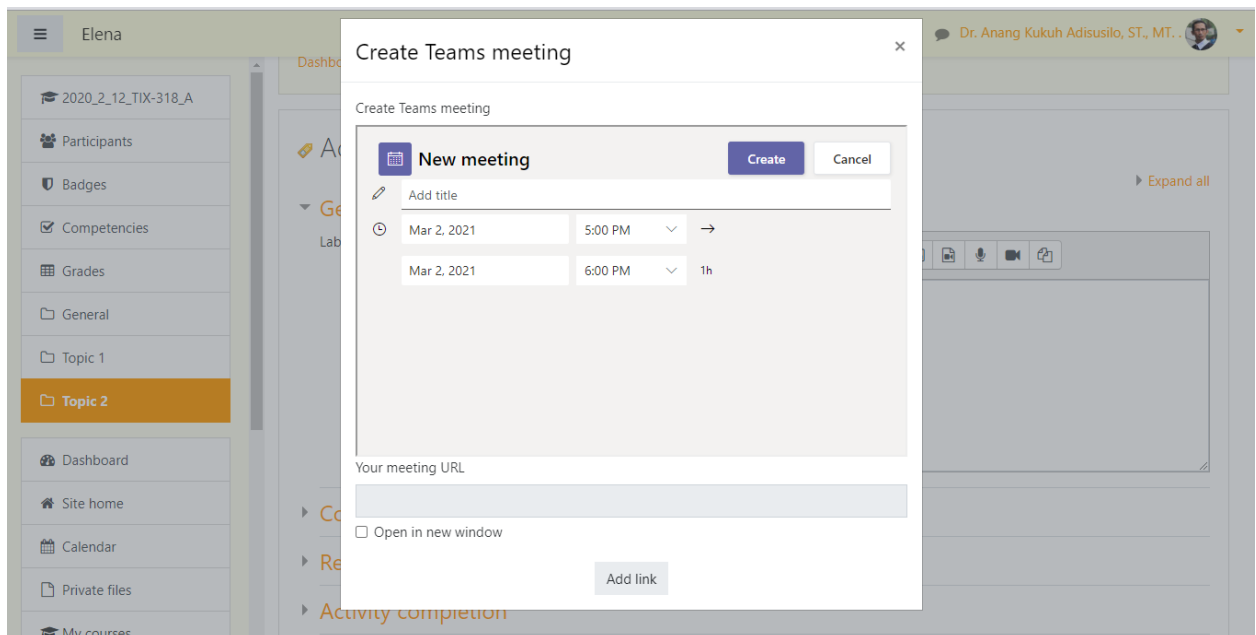 Elena
Dr. Anang Kukuh Adisusilo, ST., MT. .
2020_2_12_TIX-318_A
Participants
Badges
Competencies
Grades
General
Topic 1
Topic 2
Dashboard
Site home
Calendar
Private files
My courses
Expand all
Create Teams meeting
×
Create Teams meeting
New meeting
Create
Cancel
Add title
Mar 2, 2021
5:00 PM
Mar 2, 2021
6:00 PM
1h
Your meeting URL
Open in new window
Add link
Activity completion